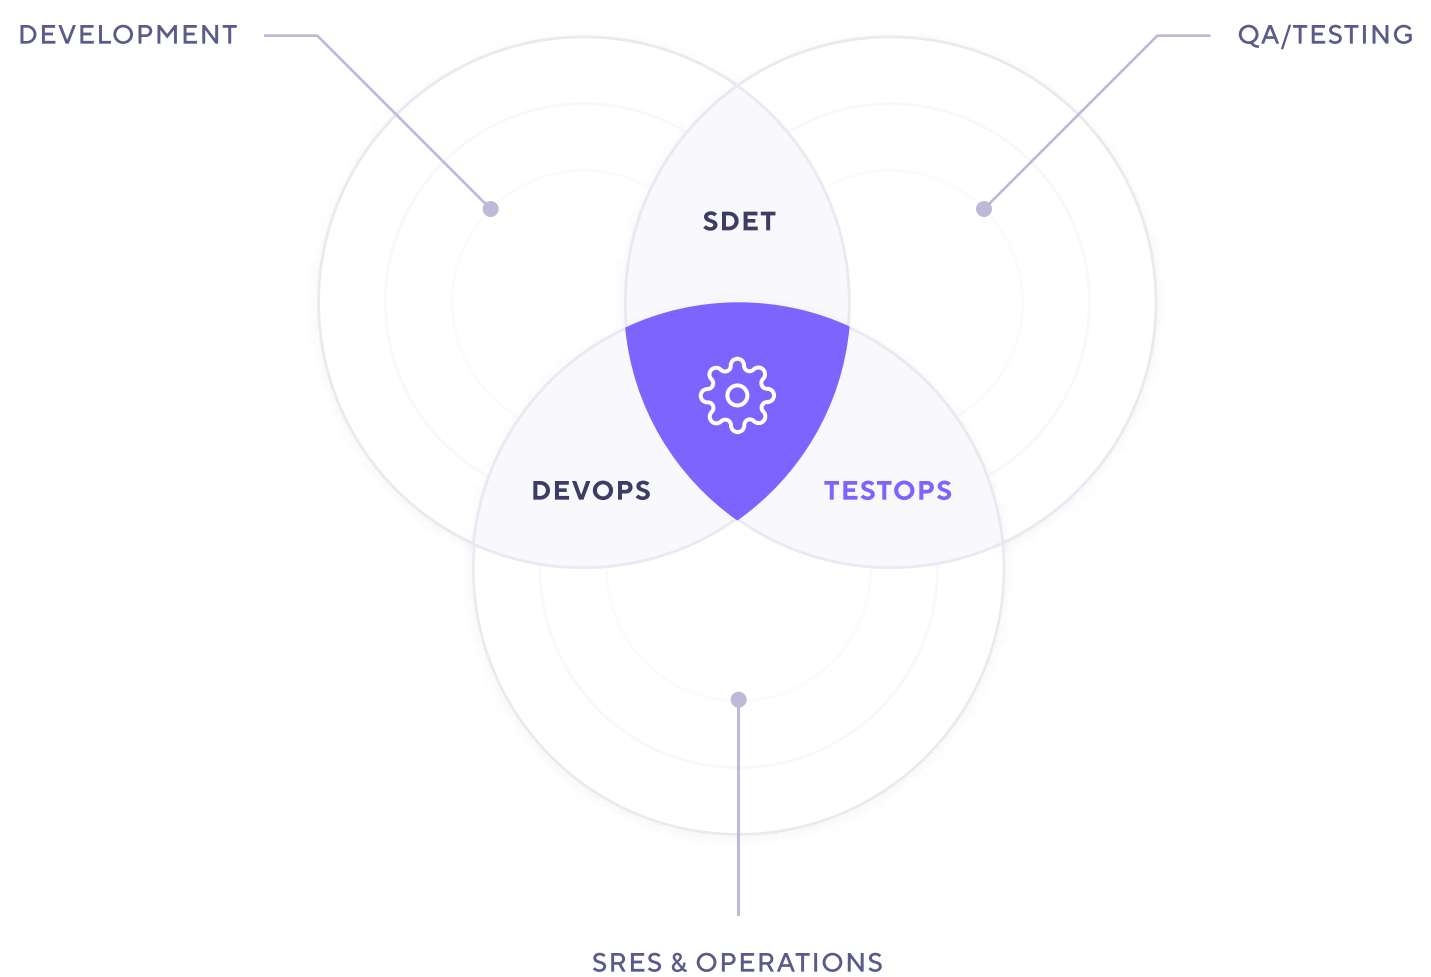 DEVELOPMENT
QA/TESTING
SDET
DEVOPS
TESTOPS
SRES & OPERATIONS